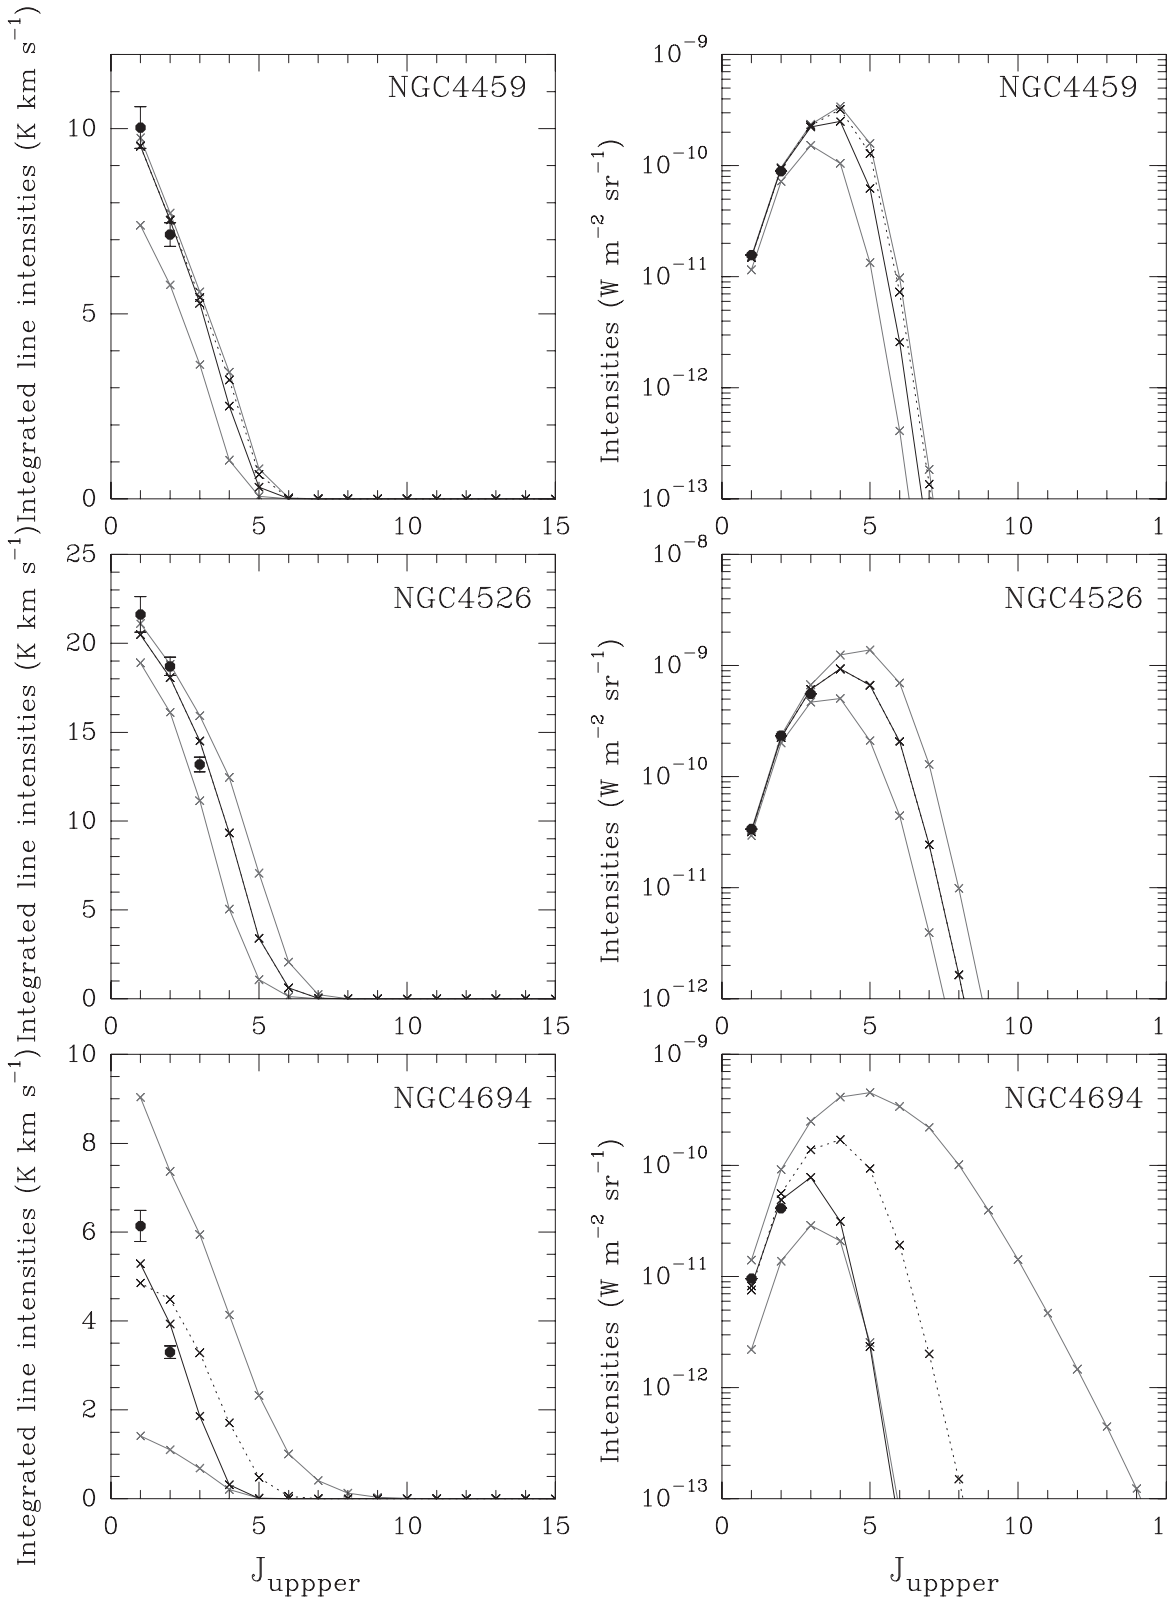 Integrated line intensities (K km s⁻¹)
NGC4459
10
5
0
0 5 10 15
Intensities (W m⁻² sr⁻¹)
NGC4459
10⁻⁹
10⁻¹⁰
10⁻¹¹
10⁻¹²
10⁻¹³
0 5 10 1
Integrated line intensities (K km s⁻¹)
NGC4526
25
20
15
10
5
0
0 5 10 15
Intensities (W m⁻² sr⁻¹)
NGC4526
10⁻⁸
10⁻⁹
10⁻¹⁰
10⁻¹¹
10⁻¹²
0 5 10 1
Integrated line intensities (K km s⁻¹)
NGC4694
10
8
6
4
2
0
0 5 10 15
J_uppper
Intensities (W m⁻² sr⁻¹)
NGC4694
10⁻⁹
10⁻¹⁰
10⁻¹¹
10⁻¹²
10⁻¹³
0 5 10 1
J_uppper